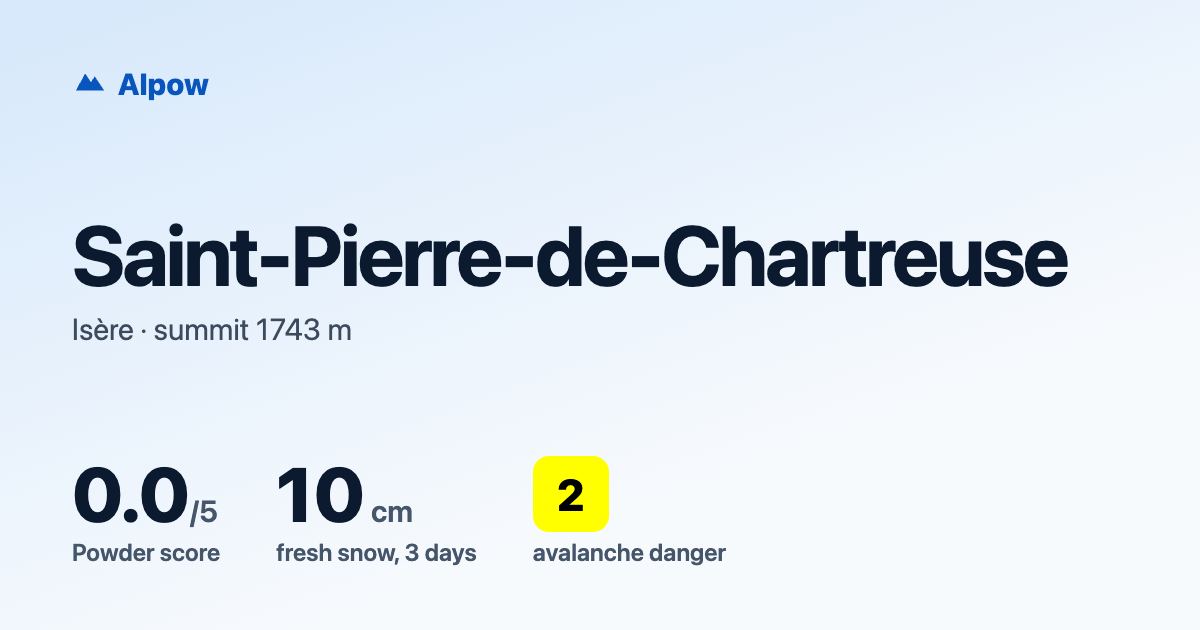 Alpow
Saint-Pierre-de-Chartreuse
Isère · summit 1743 m
0.0/5 10 cm 2
Powder score fresh snow, 3 days avalanche danger